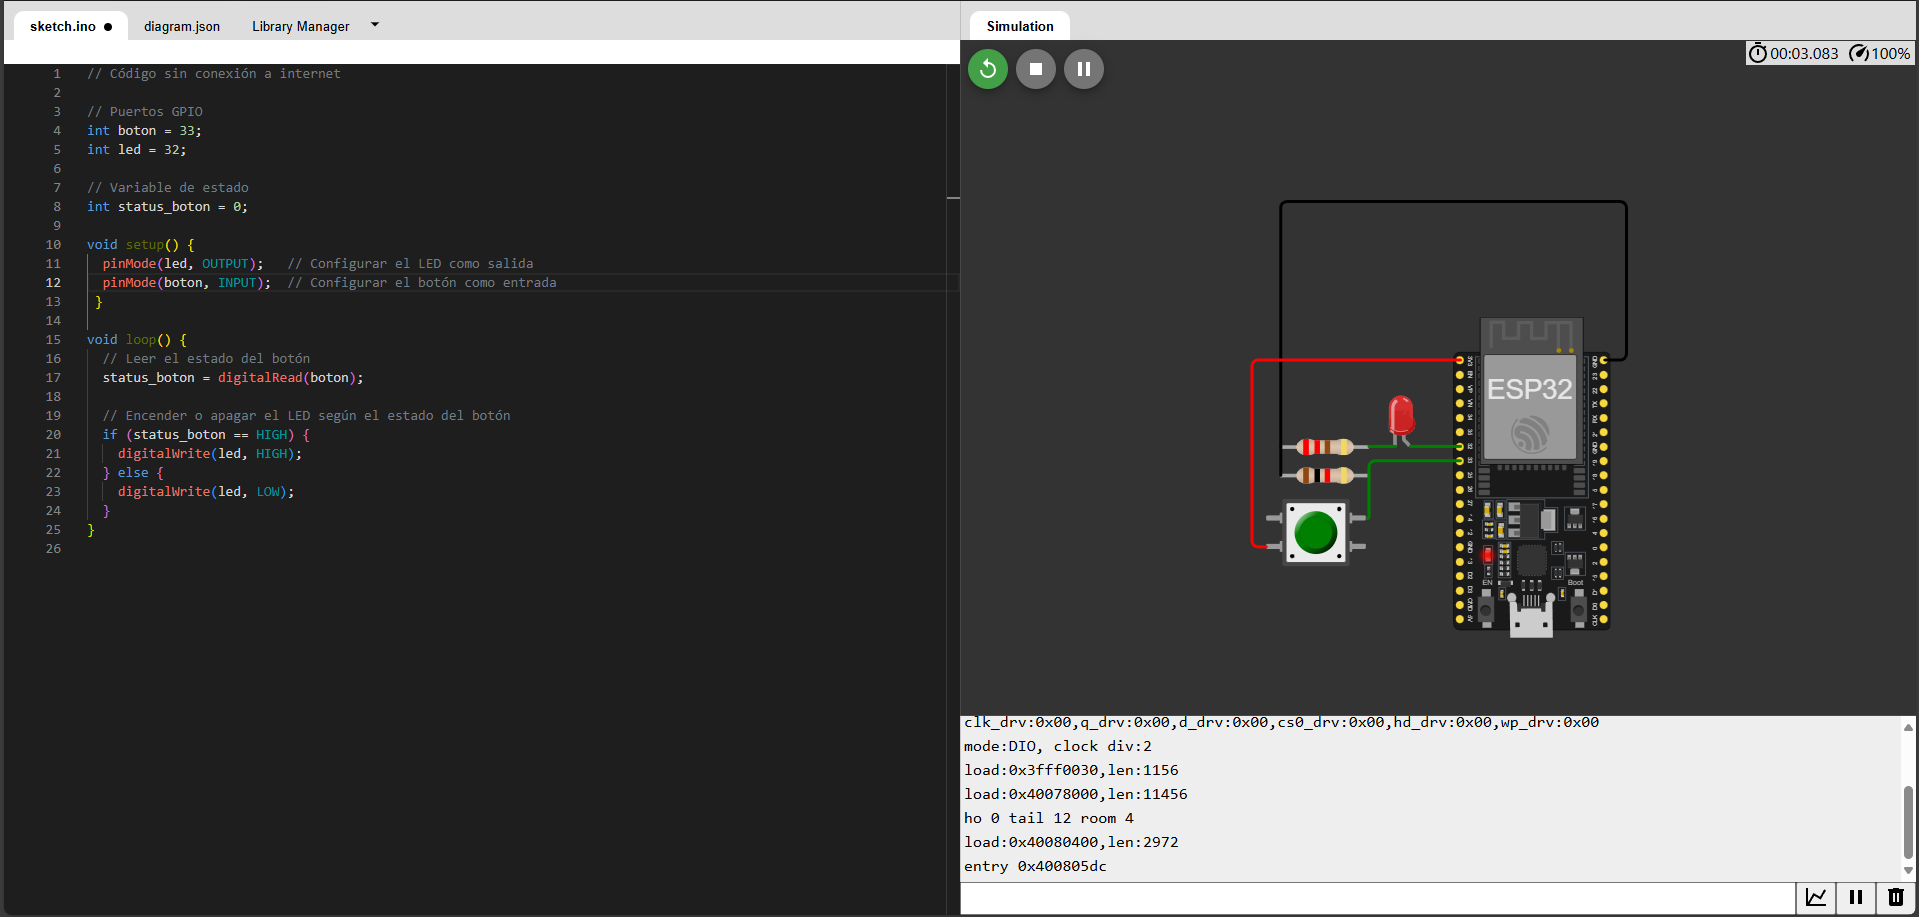 sketch.ino
diagram.json
Library Manager
1 // Código sin conexión a internet
2
3 // Puertos GPIO
4 int boton = 33;
5 int led = 32;
6
7 // Variable de estado
8 int status_boton = 0;
9
10 void setup() {
11 pinMode(led, OUTPUT); // Configurar el LED como salida
12 pinMode(boton, INPUT); // Configurar el botón como entrada
13 }
14
15 void loop() {
16 // Leer el estado del botón
17 status_boton = digitalRead(boton);
18
19 // Encender o apagar el LED según el estado del botón
20 if (status_boton == HIGH) {
21 digitalWrite(led, HIGH);
22 } else {
23 digitalWrite(led, LOW);
24 }
25 }
26
Simulation
00:03.083 100%
ESP32
EN
Boot
clk_drv:0x00,q_drv:0x00,d_drv:0x00,cs0_drv:0x00,hd_drv:0x00,wp_drv:0x00
mode:DIO, clock div:2
load:0x3fff0030,len:1156
load:0x40078000,len:11456
ho 0 tail 12 room 4
load:0x40080400,len:2972
entry 0x400805dc